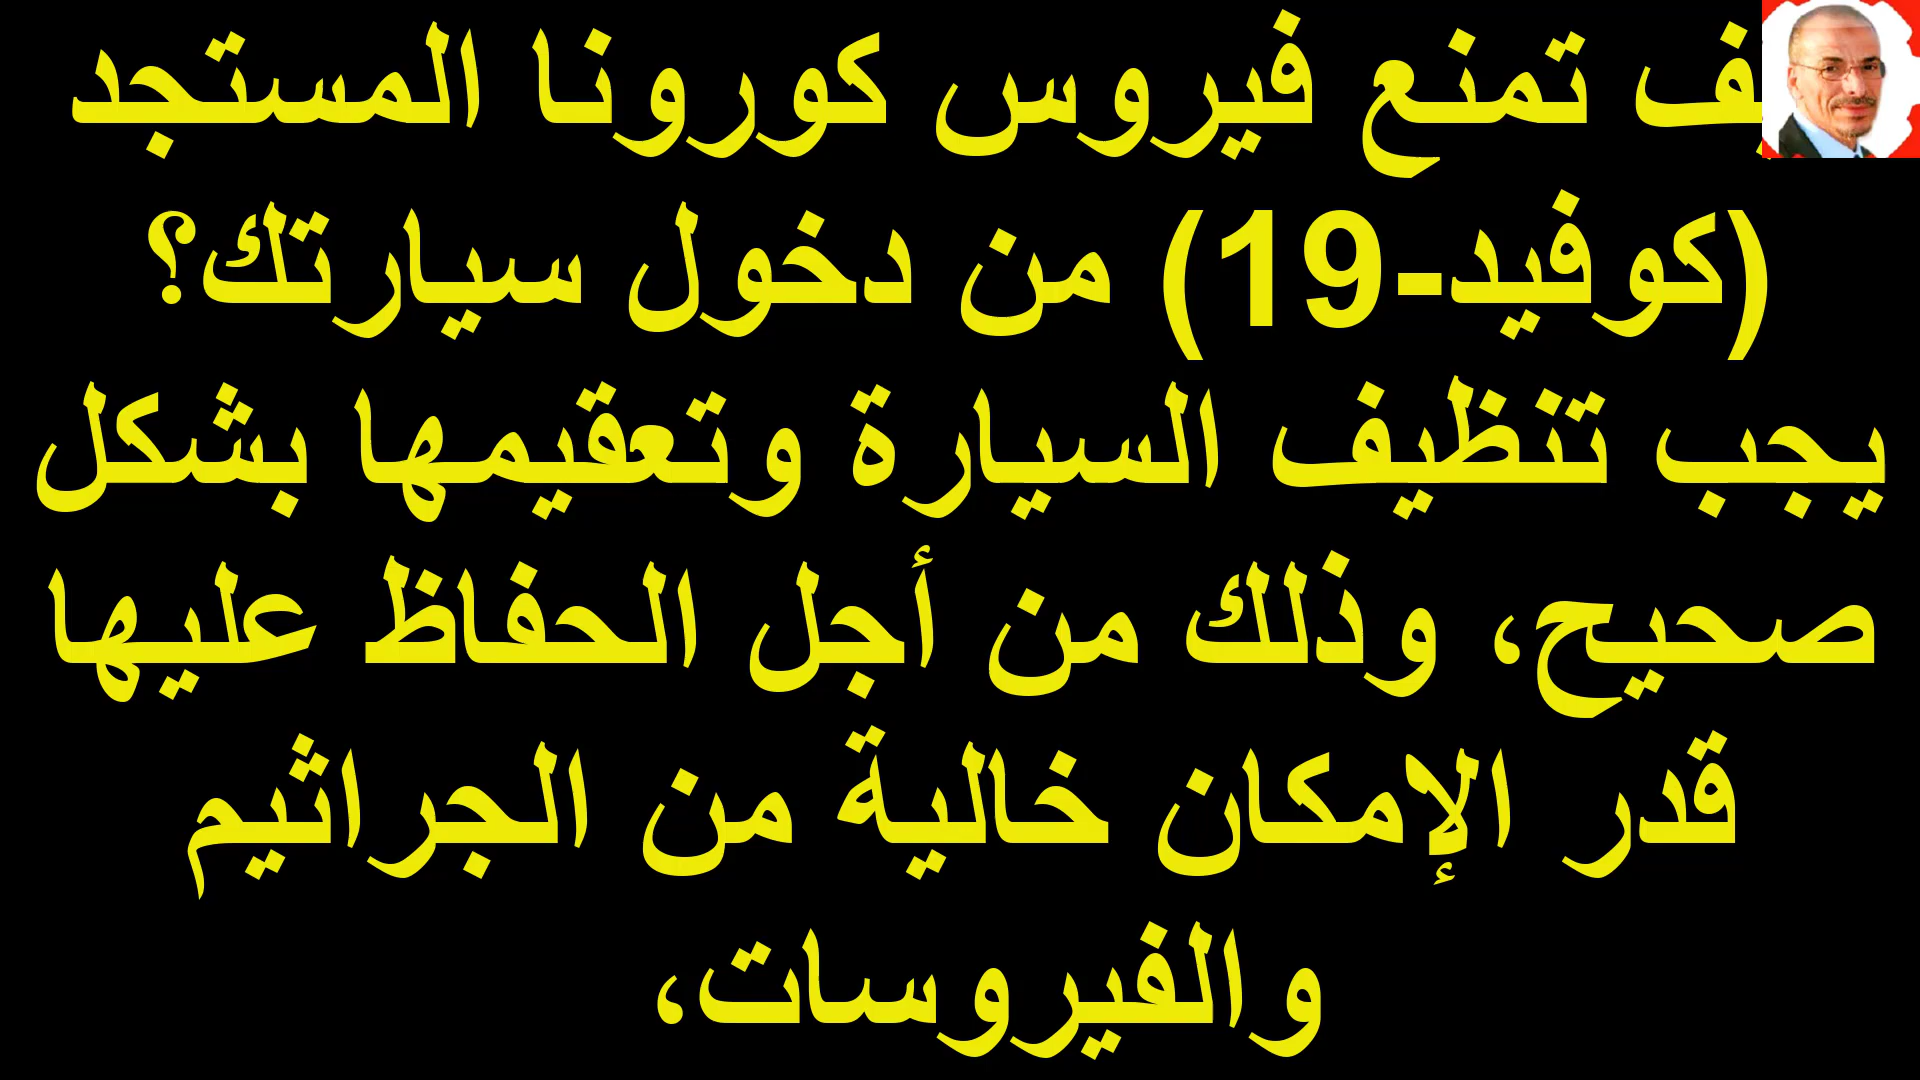 تمنع فيروس كورونا المستجد
(كوفيد-19) من دخول سيارتك؟
يجب تنظيف السيارة وتعقيمها بشكل
صحيح، وذلك من أجل الحفاظ عليها
قدر الإمكان خالية من الجراثيم
والفيروسات،